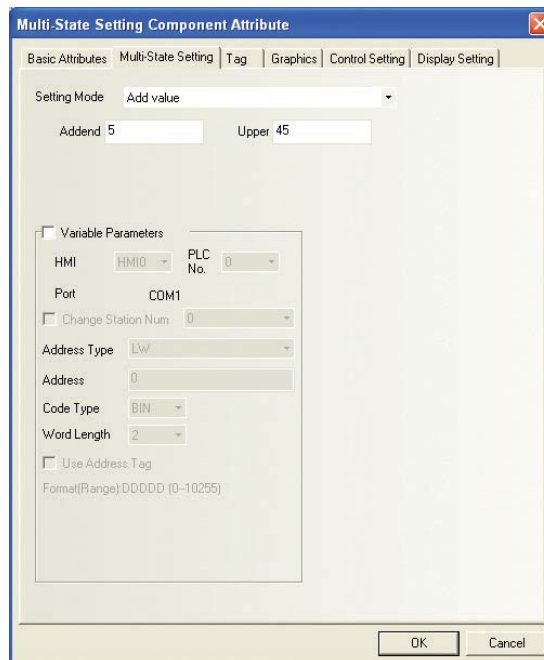 Multi-State Setting Component Attribute
Basic Attributes Multi-State Setting Tag Graphics Control Setting Display Setting
Setting Mode Add value
Addend 5 Upper 45
Variable Parameters
HMI HMI0 PLC No. 0
Port COM1
Change Station Num 0
Address Type LW
Address 0
Code Type BIN
Word Length 2
Use Address Tag
Format(Range):DDDDD (0--10255)
OK Cancel